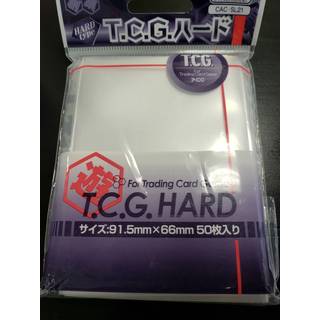 CAC-SL21
HARD
type
T.C.G.ハード
T.C.G.
Trading Card Game
遊
For Trading Card Game
T.C.G. HARD
サイズ:91.5mm×66mm 50枚入り